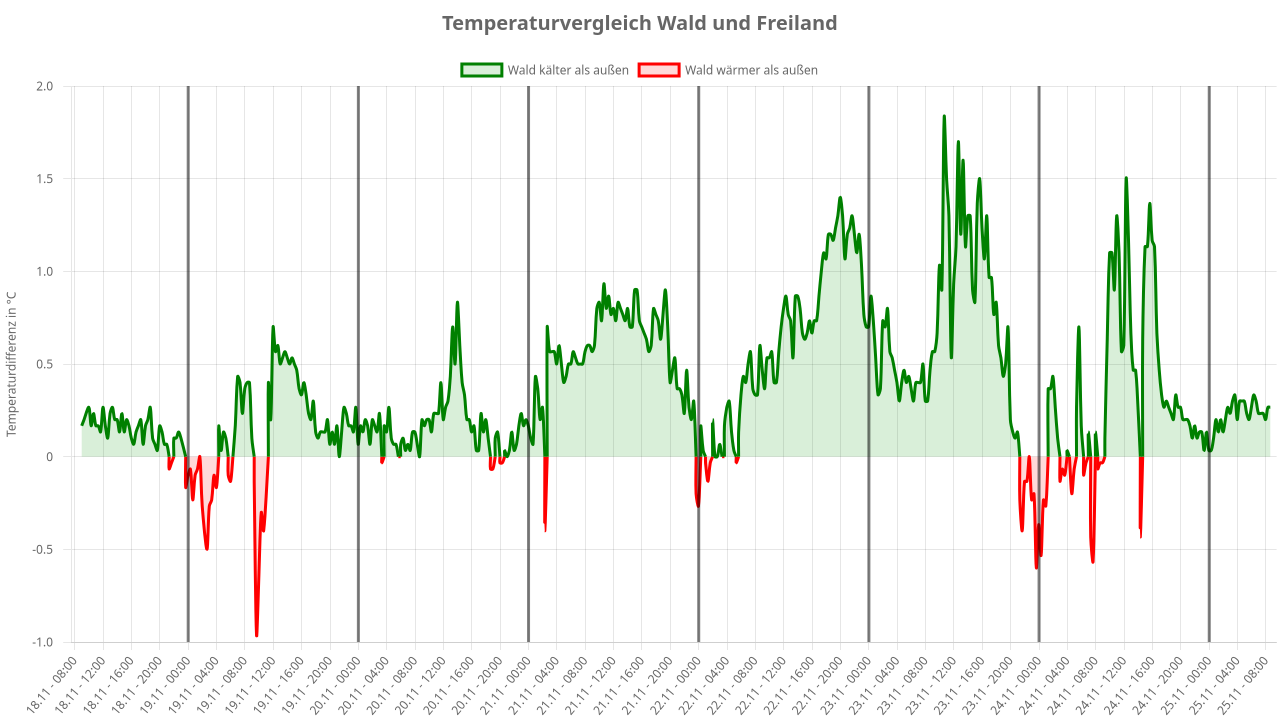 Temperaturvergleich Wald und Freiland
Wald kälter als außen
Wald wärmer als außen
Temperaturdifferenz in °C
2.0
1.5
1.0
0.5
0
-0.5
-1.0
18.11 - 08:00
18.11 - 12:00
18.11 - 16:00
18.11 - 20:00
19.11 - 00:00
19.11 - 04:00
19.11 - 08:00
19.11 - 12:00
19.11 - 16:00
19.11 - 20:00
20.11 - 00:00
20.11 - 04:00
20.11 - 08:00
20.11 - 12:00
20.11 - 16:00
20.11 - 20:00
21.11 - 00:00
21.11 - 04:00
21.11 - 08:00
21.11 - 12:00
21.11 - 16:00
21.11 - 20:00
22.11 - 00:00
22.11 - 04:00
22.11 - 08:00
22.11 - 12:00
22.11 - 16:00
22.11 - 20:00
23.11 - 00:00
23.11 - 04:00
23.11 - 08:00
23.11 - 12:00
23.11 - 16:00
23.11 - 20:00
24.11 - 00:00
24.11 - 04:00
24.11 - 08:00
24.11 - 12:00
24.11 - 16:00
24.11 - 20:00
25.11 - 00:00
25.11 - 04:00
25.11 - 08:00